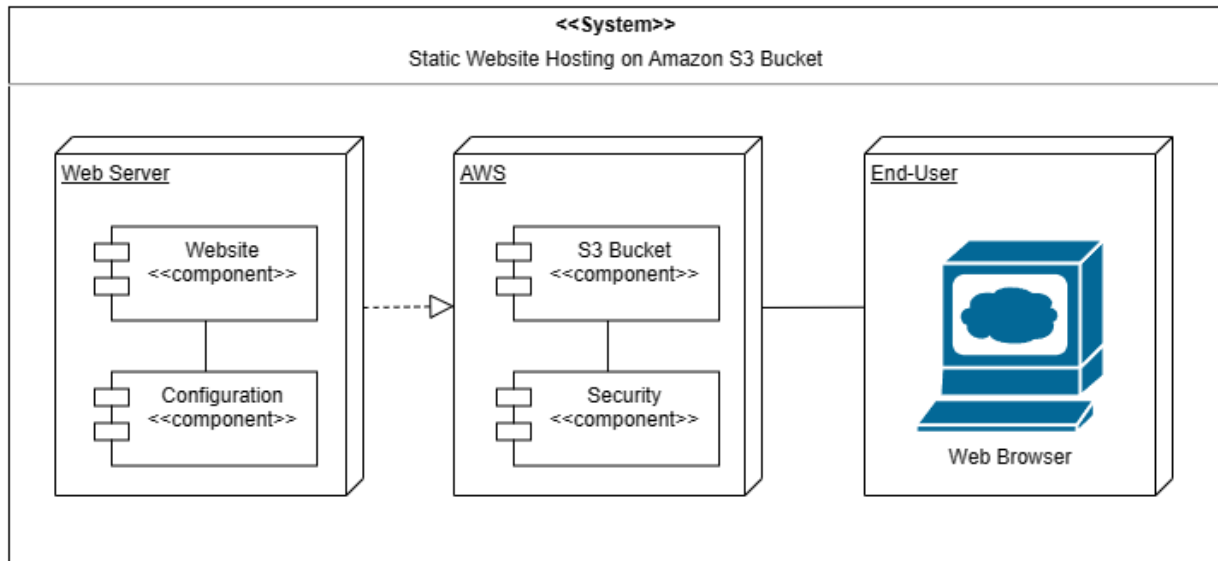 <<System>>
Static Website Hosting on Amazon S3 Bucket
Web Server
Website
<<component>>
Configuration
<<component>>
AWS
S3 Bucket
<<component>>
Security
<<component>>
End-User
Web Browser